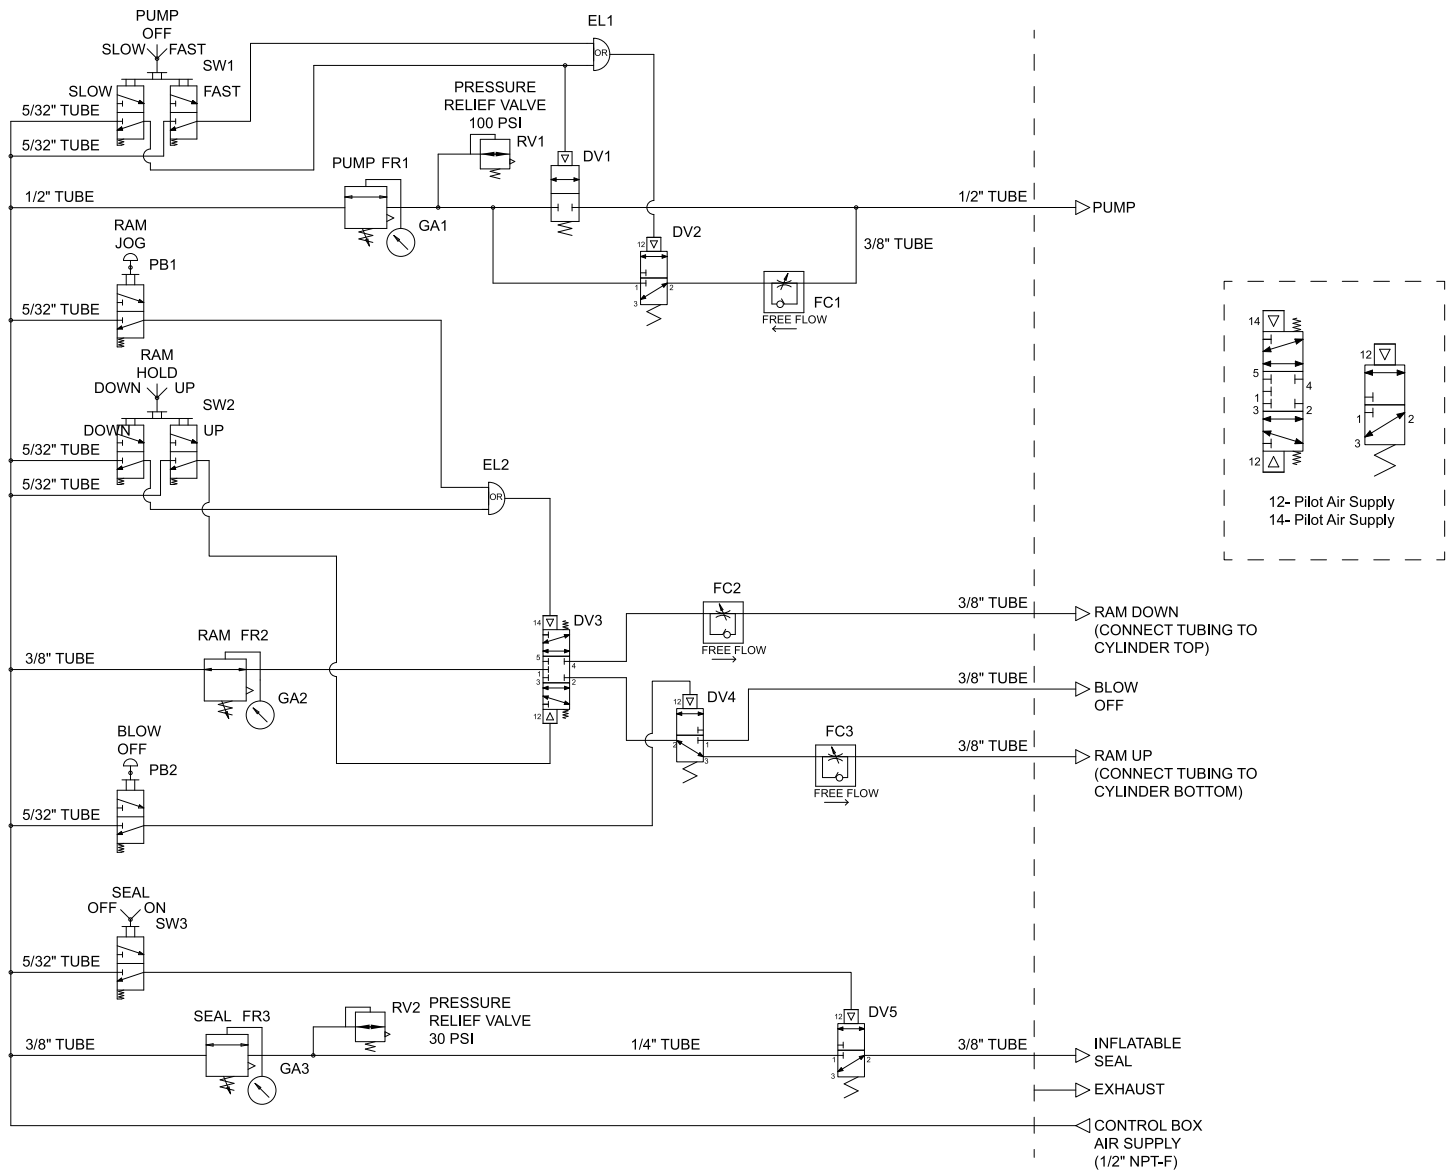 PUMP
OFF
SLOW FAST
SW1
SLOW FAST
5/32" TUBE
5/32" TUBE
EL1
OR
PRESSURE
RELIEF VALVE
100 PSI
RV1
DV1
PUMP FR1
1/2" TUBE
GA1
1/2" TUBE
PUMP
DV2
12
1
2
3
3/8" TUBE
FC1
FREE FLOW
RAM
JOG
PB1
5/32" TUBE
RAM
HOLD
DOWN UP
SW2
DOWN UP
5/32" TUBE
5/32" TUBE
EL2
OR
14
5
4
1
3
2
12
12
1
2
3
12- Pilot Air Supply
14- Pilot Air Supply
14
DV3
5
4
1
3
2
12
RAM FR2
3/8" TUBE
GA2
FC2
FREE FLOW
3/8" TUBE
RAM DOWN
(CONNECT TUBING TO
CYLINDER TOP)
DV4
12
2
1
3
3/8" TUBE
BLOW
OFF
FC3
FREE FLOW
3/8" TUBE
RAM UP
(CONNECT TUBING TO
CYLINDER BOTTOM)
BLOW
OFF
PB2
5/32" TUBE
SEAL
OFF ON
SW3
5/32" TUBE
SEAL FR3
3/8" TUBE
GA3
RV2
PRESSURE
RELIEF VALVE
30 PSI
1/4" TUBE
DV5
12
1
2
3
3/8" TUBE
INFLATABLE
SEAL
EXHAUST
CONTROL BOX
AIR SUPPLY
(1/2" NPT-F)